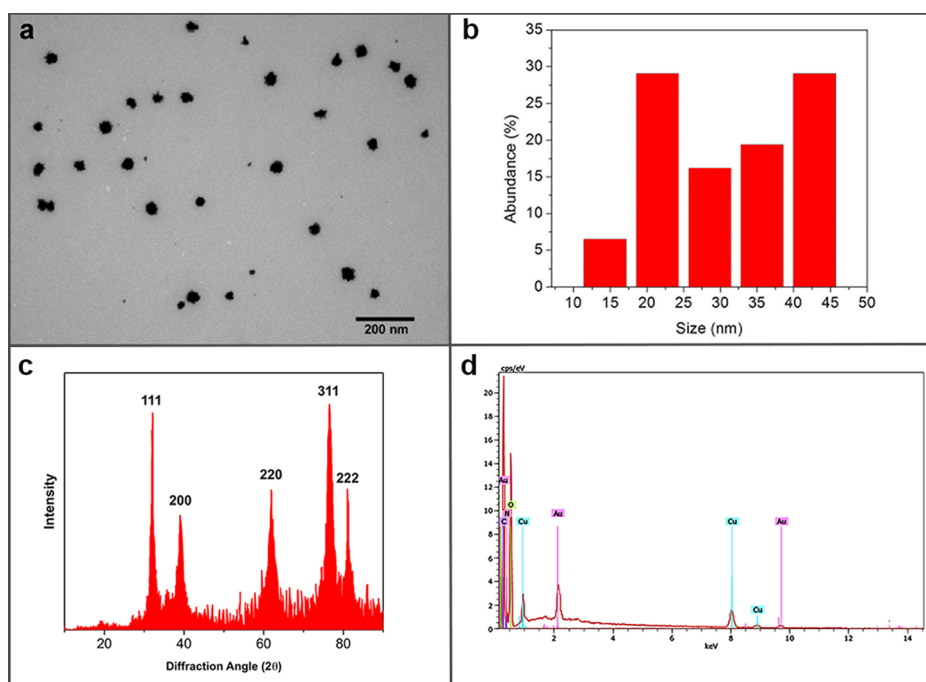 a
200 nm
b
35
30
25
20
15
10
5
0
Abundance (%)
10 15 20 25 30 35 40 45 50
Size (nm)
c
111
200
220
311
222
Intensity
20 40 60 80
Diffraction Angle (2θ)
d
cps/eV
20
18
16
14
12
10
8
6
4
2
0
Au
O
N
C
Cu
Au
Cu
Au
Cu
2 4 6 8 10 12 14
keV